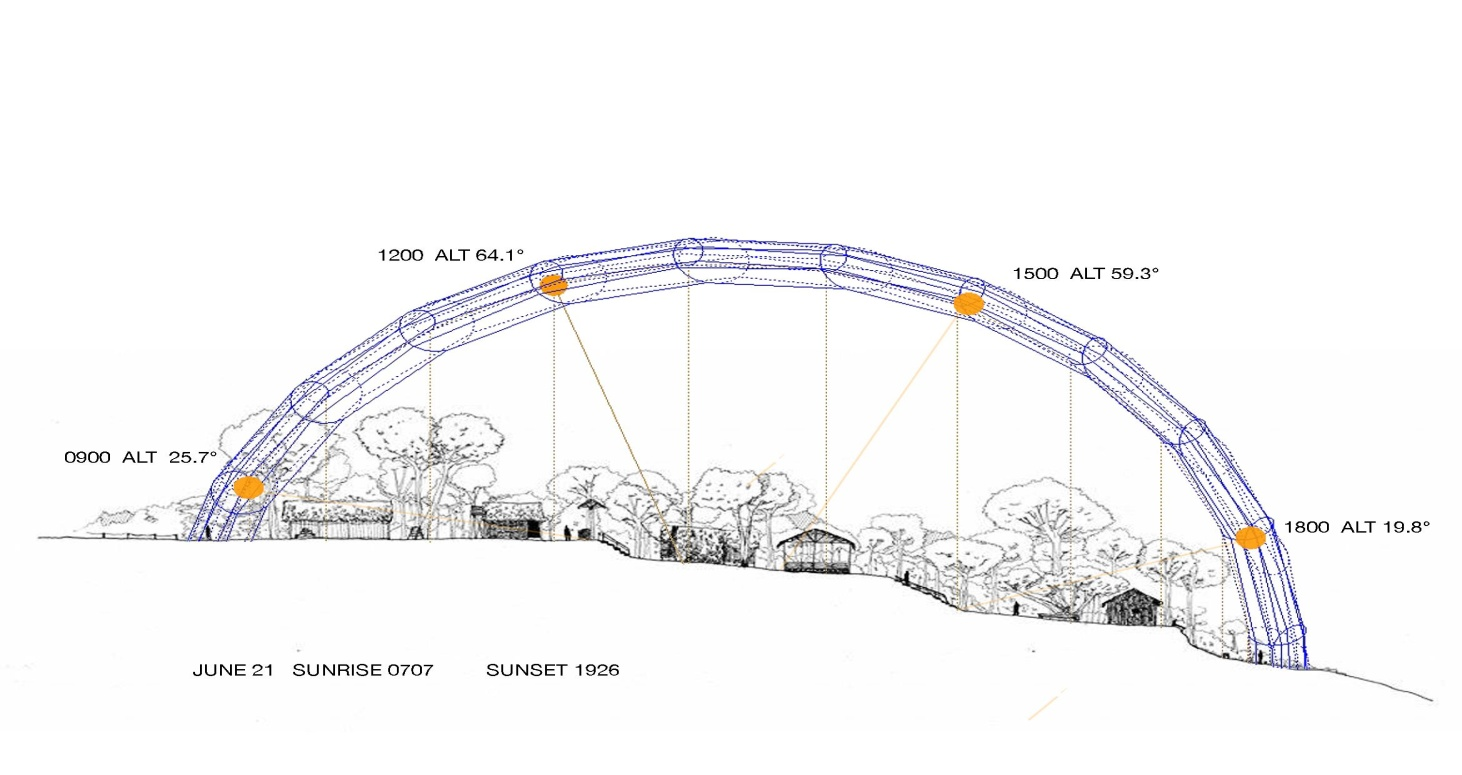 1200 ALT 64.1°
1500 ALT 59.3°
0900 ALT 25.7°
1800 ALT 19.8°
JUNE 21 SUNRISE 0707 SUNSET 1926